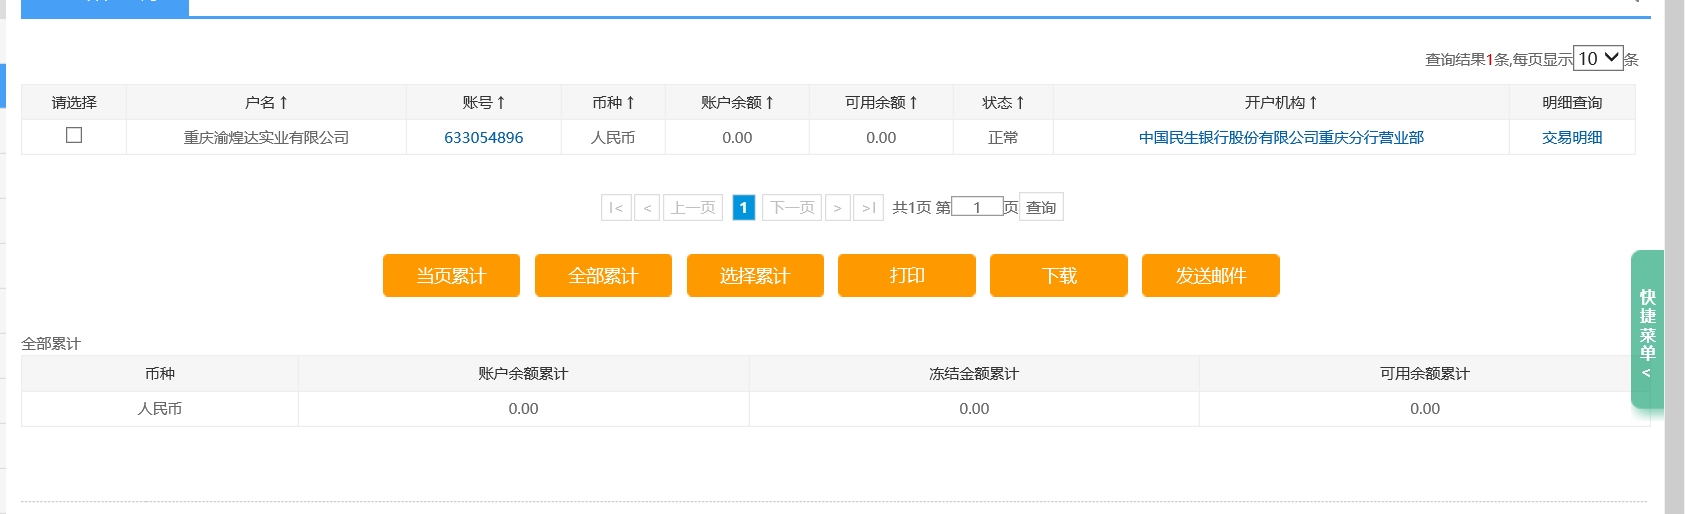 查询结果1条,每页显示10条
请选择 户名↑ 账号↑ 币种↑ 账户余额↑ 可用余额↑ 状态↑ 开户机构↑ 明细查询
重庆渝煌达实业有限公司 633054896 人民币 0.00 0.00 正常 中国民生银行股份有限公司重庆分行营业部 交易明细
|< < 上一页 1 下一页 > >| 共1页 第1页 查询
当页累计 全部累计 选择累计 打印 下载 发送邮件
快捷菜单<
全部累计
币种 账户余额累计 冻结金额累计 可用余额累计
人民币 0.00 0.00 0.00